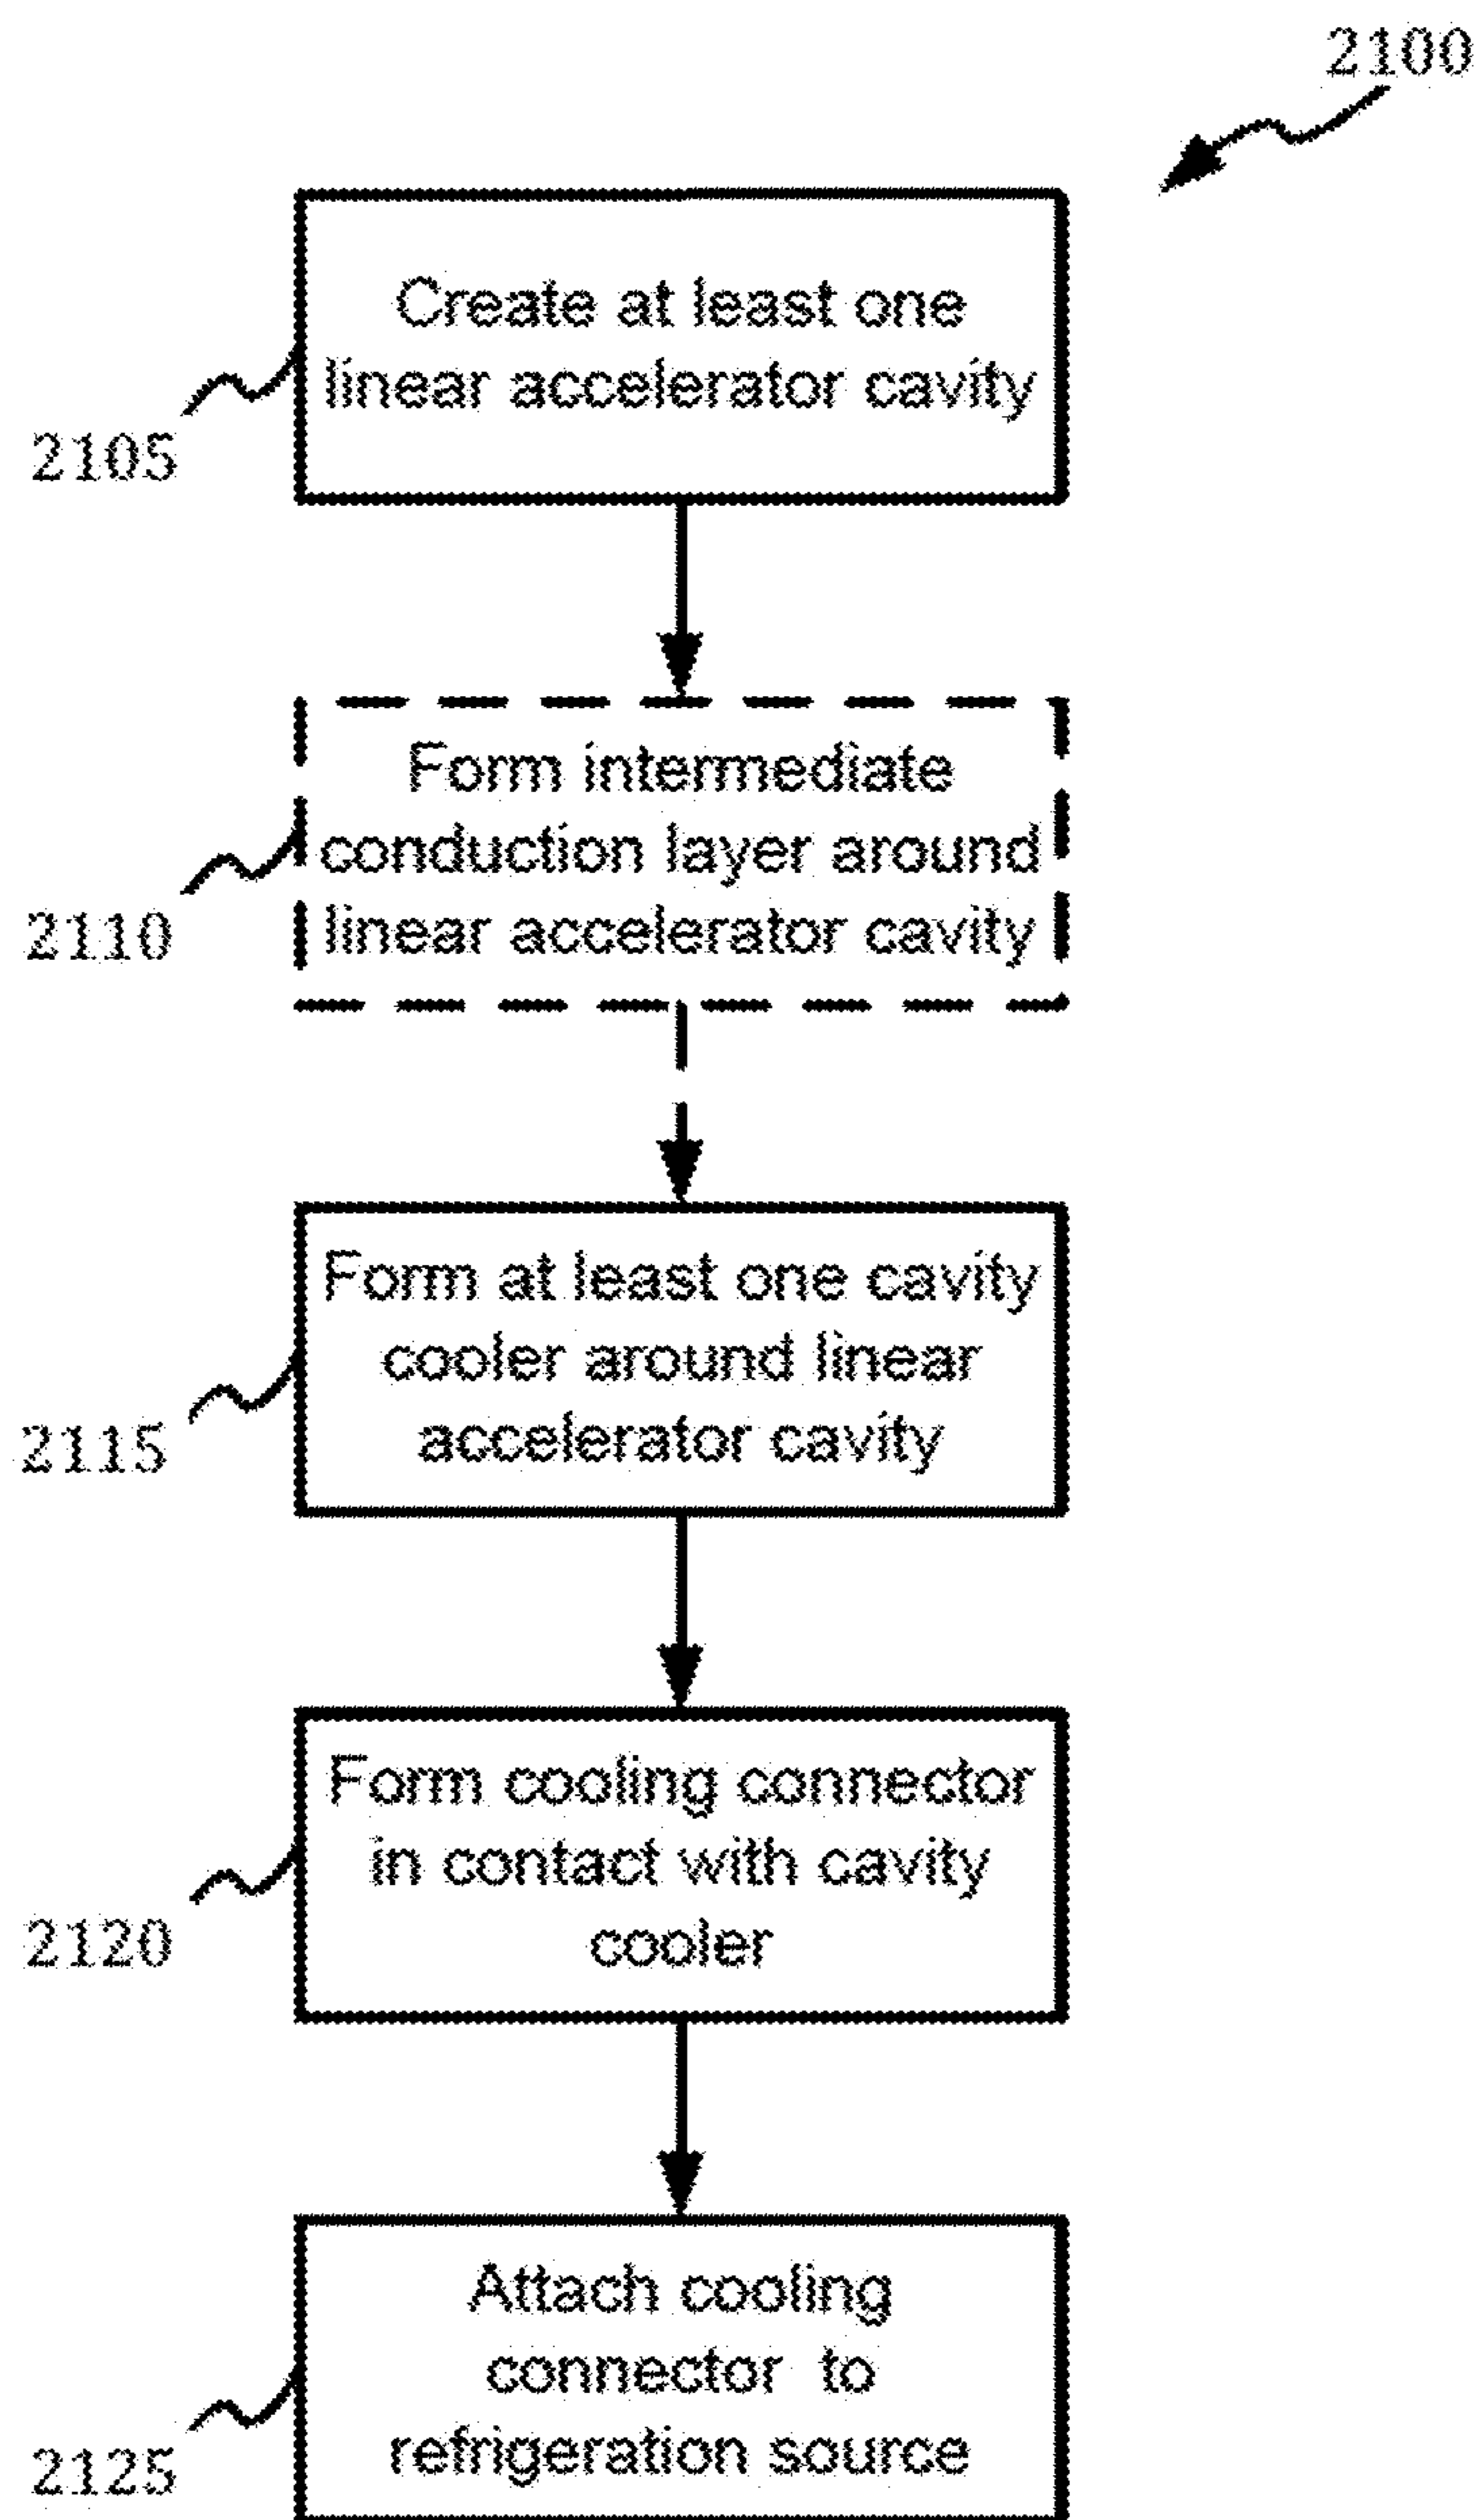 2100
Create at least one
linear accelerator cavity
2105
Form intermediate
conduction layer around
linear accelerator cavity
2110
Form at least one cavity
cooler around linear
accelerator cavity
2115
Form cooling connector
in contact with cavity
cooler
2120
Attach cooling
connector to
refrigeration source
2125